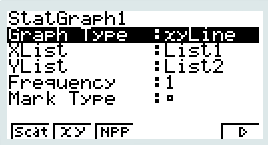 StatGraph1
Graph Type :xyLine
XList :List1
YList :List2
Frequency :1
Mark Type :▫
Scat xy NPP ▷